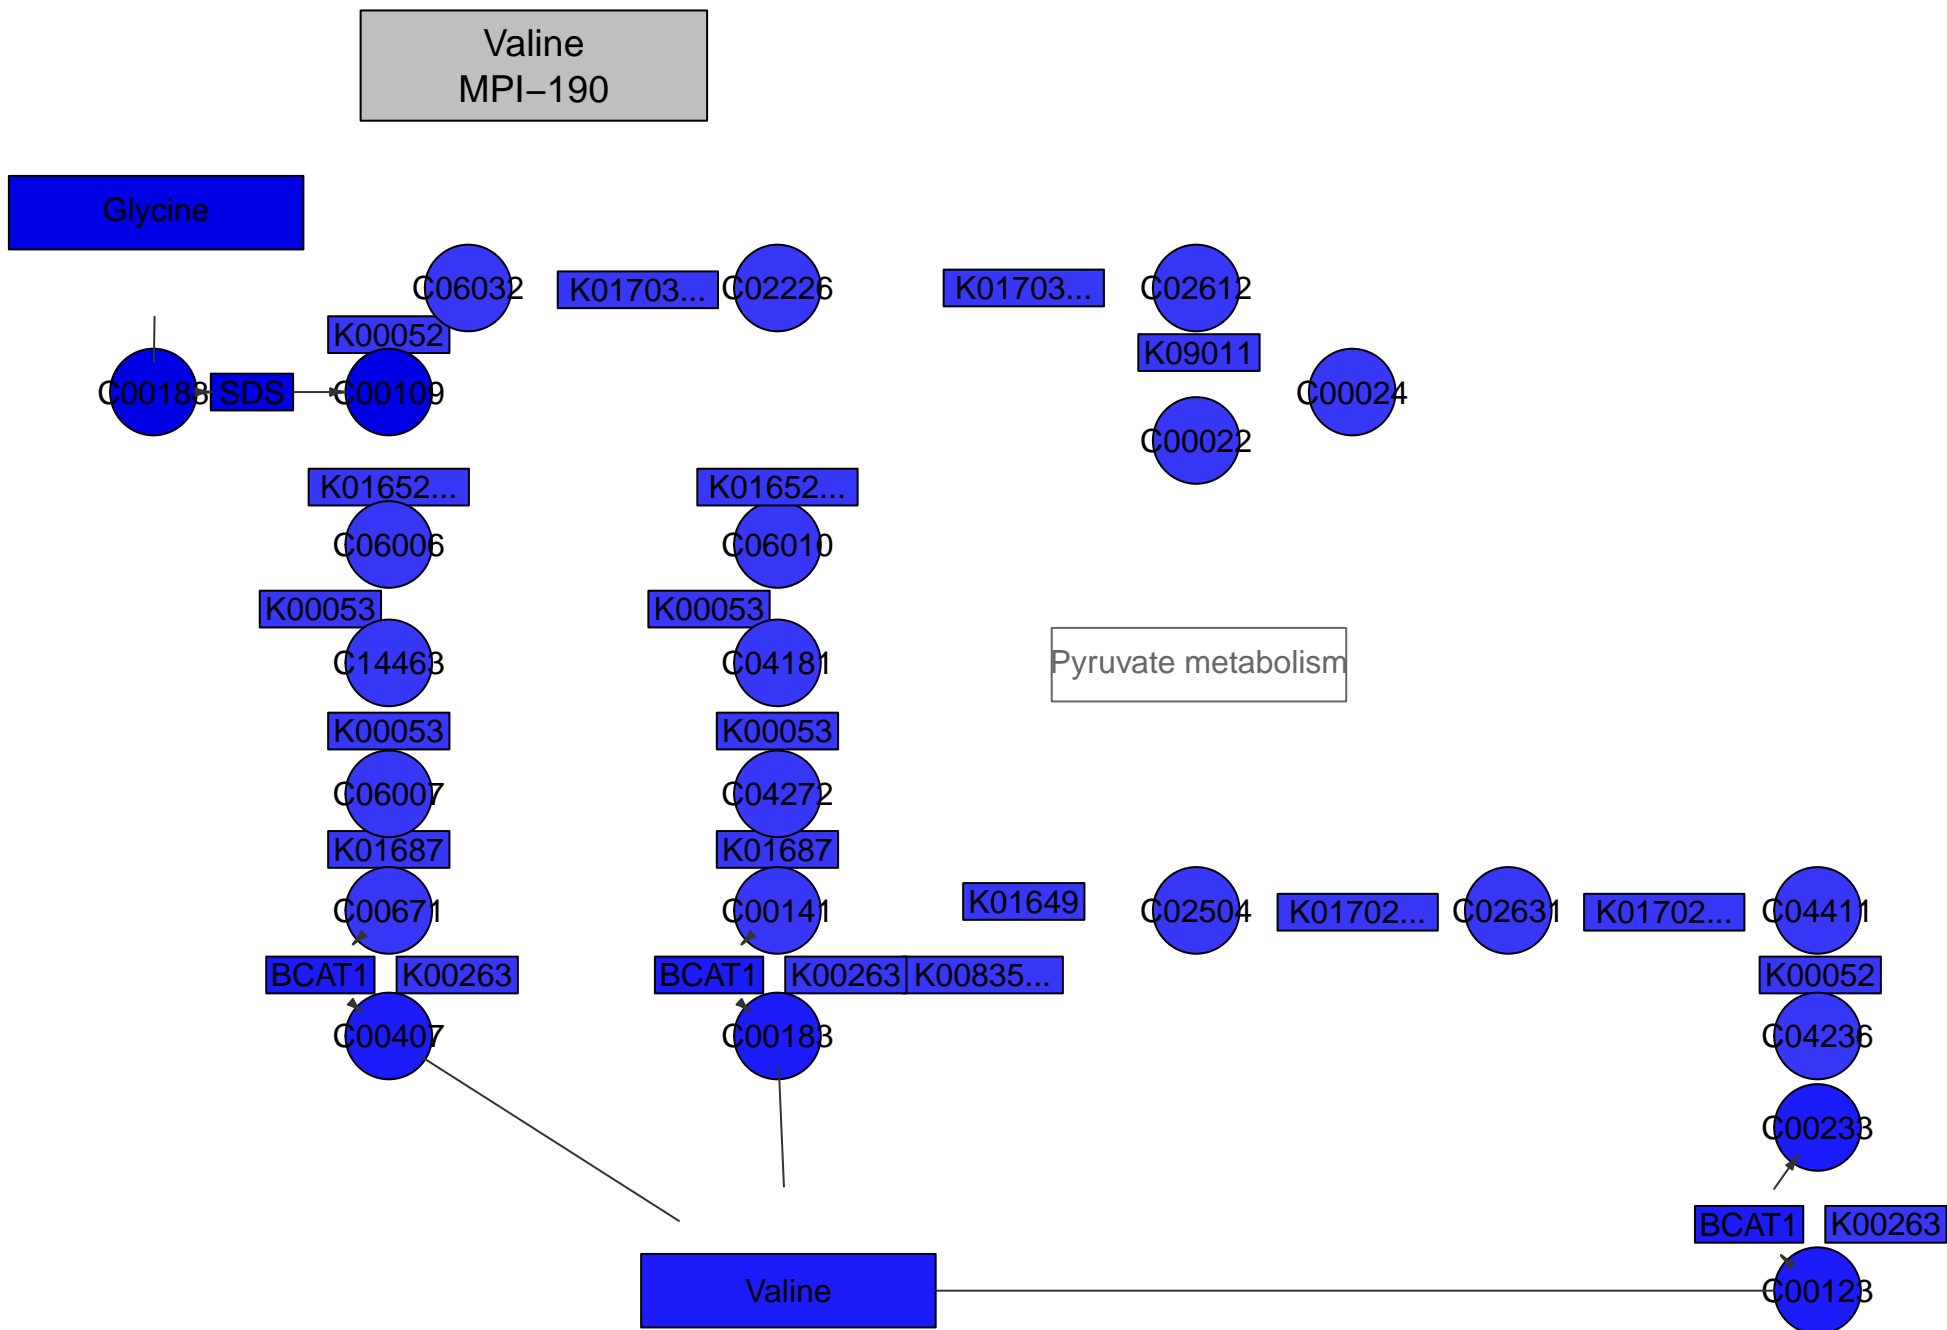 Valine
MPI–190
Glycine
C06032
K01703...
C02226
K01703...
C02612
K00052
K09011
C00188
SDS
C00109
C00024
C00022
K01652...
K01652...
C06006
C06010
K00053
K00053
C14463
C04181
Pyruvate metabolism
K00053
K00053
C06007
C04272
K01687
K01687
C00671
C00141
K01649
C02504
K01702...
C02631
K01702...
C04411
BCAT1
K00263
BCAT1
K00263
K00835...
K00052
C00407
C00183
C04236
C00233
BCAT1
K00263
Valine
C00123